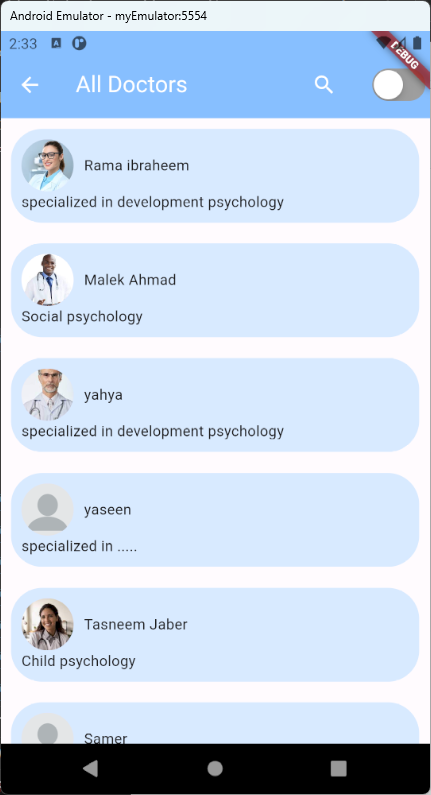 Android Emulator - myEmulator:5554
2:33
A
DEBUG
All Doctors
Rama ibraheem
specialized in development psychology
Malek Ahmad
Social psychology
yahya
specialized in development psychology
yaseen
specialized in .....
Tasneem Jaber
Child psychology
Samer